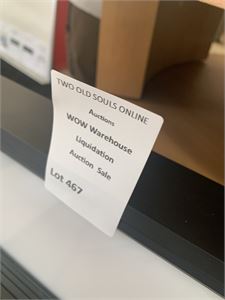 TWO OLD SOULS ONLINE
Auctions
WOW Warehouse
Liquidation
Auction Sale
Lot 467